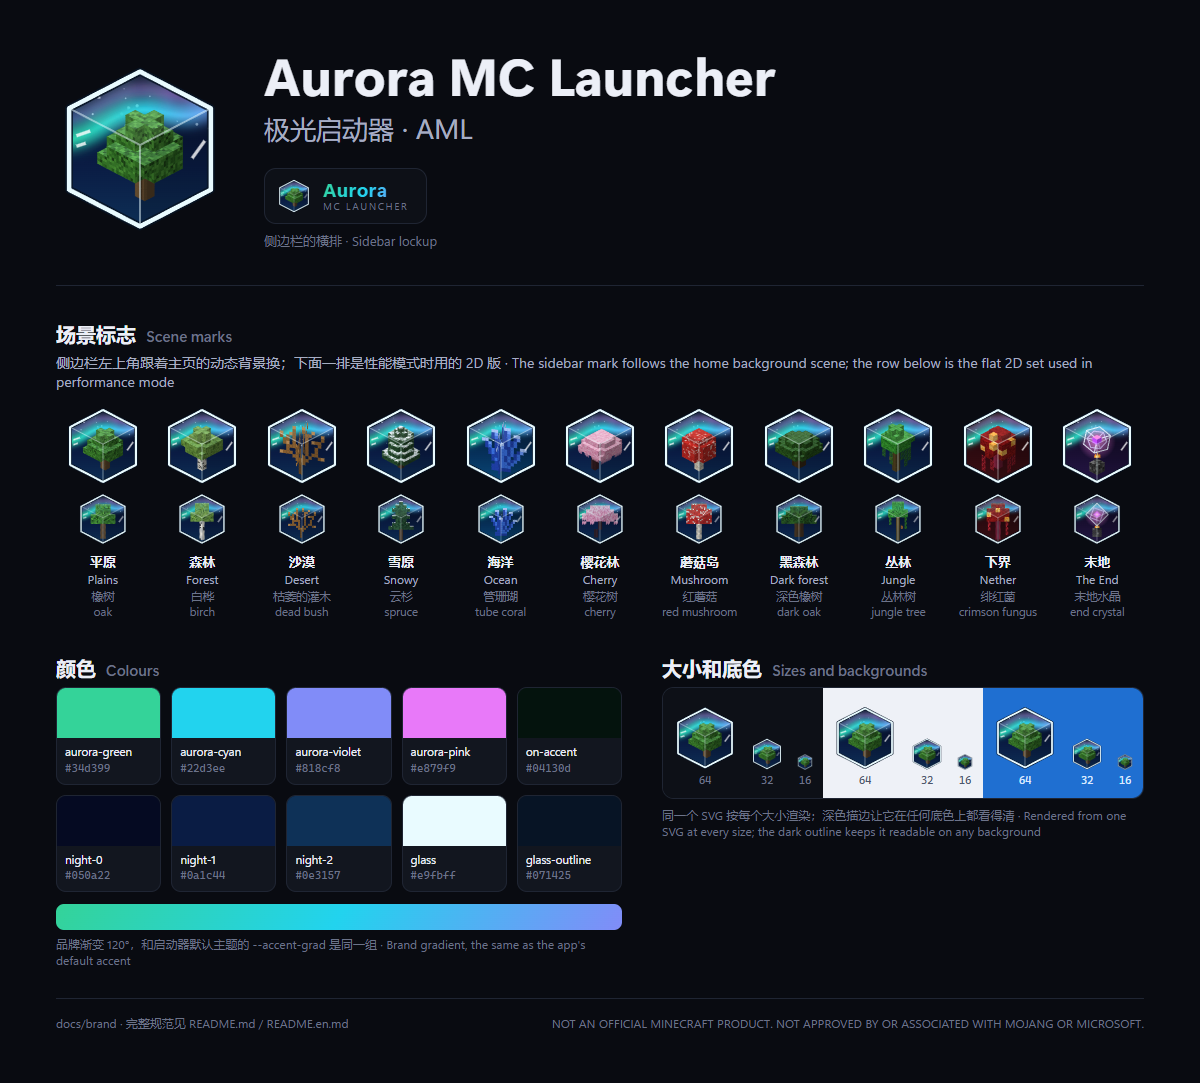 Aurora MC Launcher
极光启动器 · AML
Aurora
MC LAUNCHER
侧边栏的横排 · Sidebar lockup
场景标志 Scene marks
侧边栏左上角跟着主页的动态背景换；下面一排是性能模式时用的 2D 版 · The sidebar mark follows the home background scene; the row below is the flat 2D set used in
performance mode
平原 森林 沙漠 雪原 海洋 樱花林 蘑菇岛 黑森林 丛林 下界 末地
Plains Forest Desert Snowy Ocean Cherry Mushroom Dark forest Jungle Nether The End
橡树 白桦 枯萎的灌木 云杉 管珊瑚 樱花树 红蘑菇 深色橡树 丛林树 绯红菌 末地水晶
oak birch dead bush spruce tube coral cherry red mushroom dark oak jungle tree crimson fungus end crystal
颜色 Colours
aurora-green aurora-cyan aurora-violet aurora-pink on-accent
#34d399 #22d3ee #818cf8 #e879f9 #04130d
night-0 night-1 night-2 glass glass-outline
#050a22 #0a1c44 #0e3157 #e9fbff #071425
品牌渐变 120°，和启动器默认主题的 --accent-grad 是同一组 · Brand gradient, the same as the app's
default accent
大小和底色 Sizes and backgrounds
64 32 16 64 32 16 64 32 16
同一个 SVG 按每个大小渲染；深色描边让它在任何底色上都看得清 · Rendered from one
SVG at every size; the dark outline keeps it readable on any background
docs/brand · 完整规范见 README.md / README.en.md
NOT AN OFFICIAL MINECRAFT PRODUCT. NOT APPROVED BY OR ASSOCIATED WITH MOJANG OR MICROSOFT.